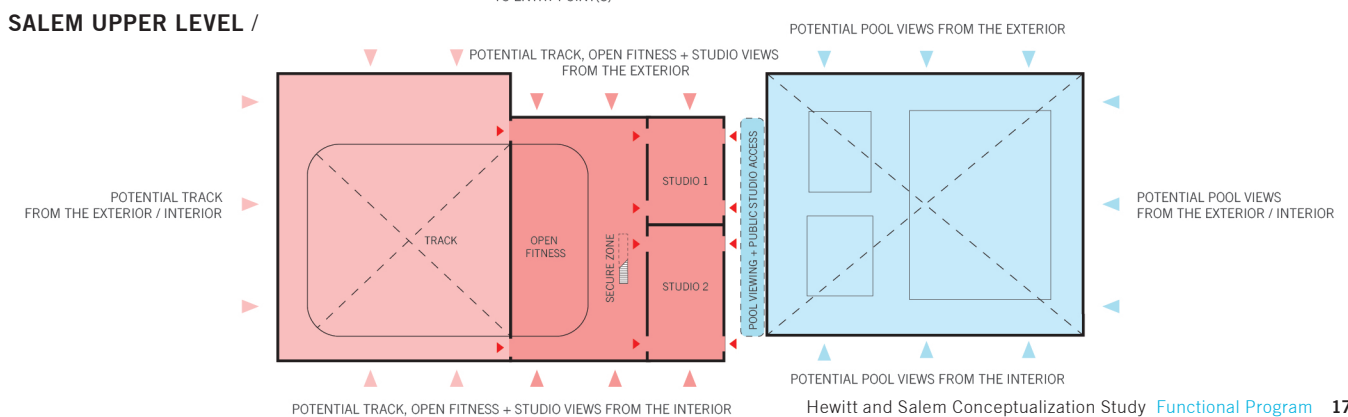 SALEM UPPER LEVEL /
POTENTIAL POOL VIEWS FROM THE EXTERIOR
POTENTIAL TRACK, OPEN FITNESS + STUDIO VIEWS
FROM THE EXTERIOR
POTENTIAL TRACK
FROM THE EXTERIOR / INTERIOR
TRACK
OPEN
FITNESS
SECURE ZONE
STUDIO 1
STUDIO 2
POOL VIEWING + PUBLIC STUDIO ACCESS
POTENTIAL POOL VIEWS
FROM THE EXTERIOR / INTERIOR
POTENTIAL POOL VIEWS FROM THE INTERIOR
POTENTIAL TRACK, OPEN FITNESS + STUDIO VIEWS FROM THE INTERIOR
Hewitt and Salem Conceptualization Study Functional Program 17